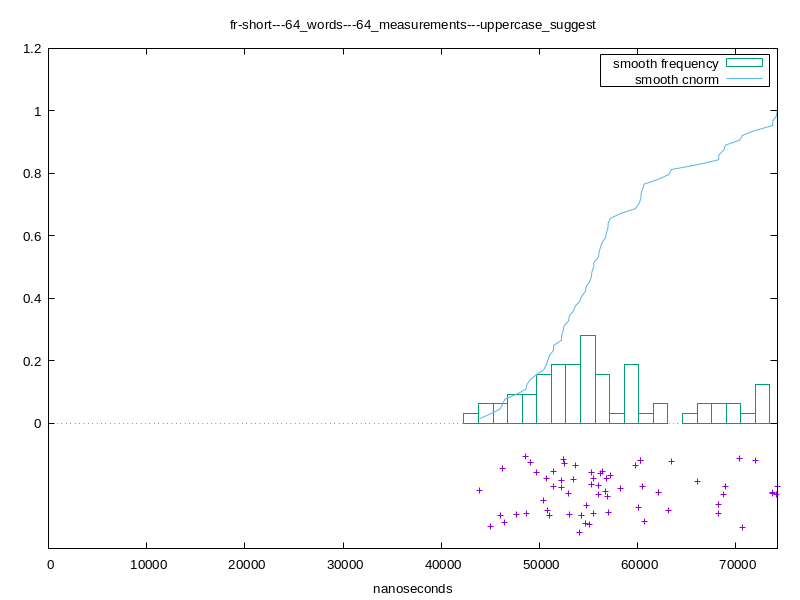 fr-short---64_words---64_measurements---uppercase_suggest
1.2
smooth frequency
smooth cnorm
1
0.8
0.6
0.4
0.2
0
0 10000 20000 30000 40000 50000 60000 70000
nanoseconds